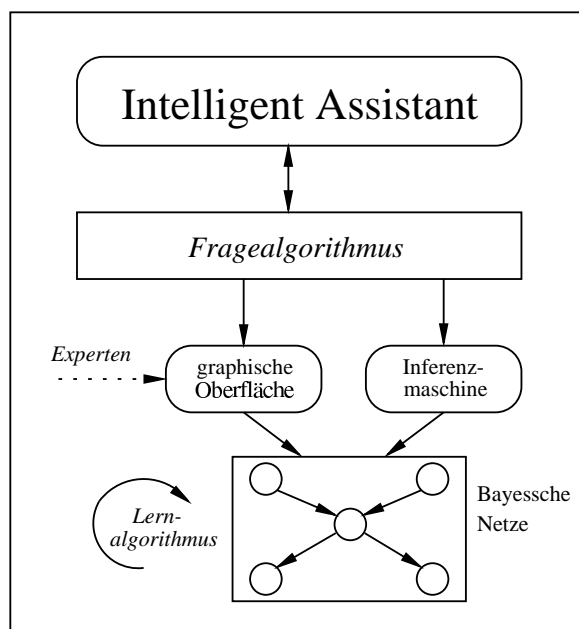 Intelligent Assistant
Fragealgorithmus
Experten
graphische
Oberfläche
Inferenz-
maschine
Lern-
algorithmus
Bayessche
Netze